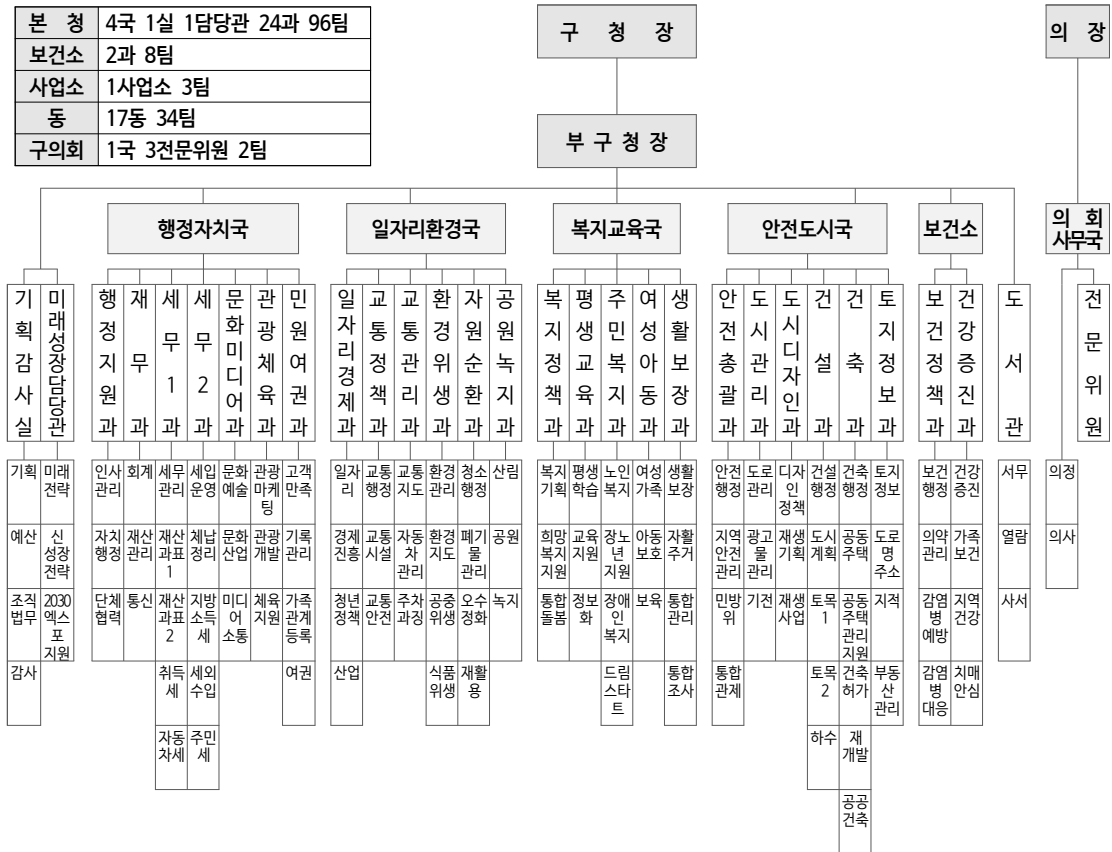 본 청 4국 1실 1담당관 24과 96팀
보건소 2과 8팀
사업소 1사업소 3팀
동 17동 34팀
구의회 1국 3전문위원 2팀
구 청 장
부 구 청 장
의 장
행정자치국
일자리환경국
복지교육국
안전도시국
보건소
의 회
사무국
기획감사실
미래성장담당관
행정지원과
재무과
세무1과
세무2과
문화미디어과
관광체육과
민원여권과
일자리경제과
교통정책과
교통관리과
환경위생과
자원순환과
공원녹지과
복지정책과
평생교육과
주민복지과
여성아동과
생활보장과
안전총괄과
도시관리과
도시디자인과
건설과
건축과
토지정보과
보건정책과
건강증진과
도서관
전문위원
기획
예산
조직
법무
감사
미래
전략
신
성장
전략
2030
엑스
포
지원
인사
관리
자치
행정
단체
협력
회계
재산
관리
통신
세무
관리
재산
과표
1
재산
과표
2
취득
세
자동
차세
세입
운영
체납
정리
지방
소득
세
세외
수입
주민
세
문화
예술
문화
산업
미디
어
소통
관광
마케
팅
관광
개발
체육
지원
고객
만족
기록
관리
가족
관계
등록
여권
일자
리
경제
진흥
청년
정책
산업
교통
행정
교통
시설
교통
안전
교통
지도
자동
차
관리
주차
과징
환경
관리
환경
지도
공중
위생
식품
위생
청소
행정
폐기
물
관리
오수
정화
재활
용
산림
공원
녹지
복지
기획
희망
복지
지원
통합
돌봄
평생
학습
교육
지원
정보
화
노인
복지
장노
년
지원
장애
인
복지
드림
스타
트
여성
가족
아동
보호
보육
생활
보장
자활
주거
통합
관리
통합
조사
안전
행정
지역
안전
관리
민방
위
통합
관제
도로
관리
광고
물
관리
기전
디자
인
정책
재생
기획
재생
사업
건설
행정
도시
계획
토목
1
토목
2
하수
건축
행정
공동
주택
공동
주택
관리
지원
건축
허가
재
개발
공공
건축
토지
정보
도로
명
주소
지적
부동
산
관리
보건
행정
의약
관리
감염
병
예방
감염
병
대응
건강
증진
가족
보건
지역
건강
치매
안심
서무
열람
사서
의정
의사